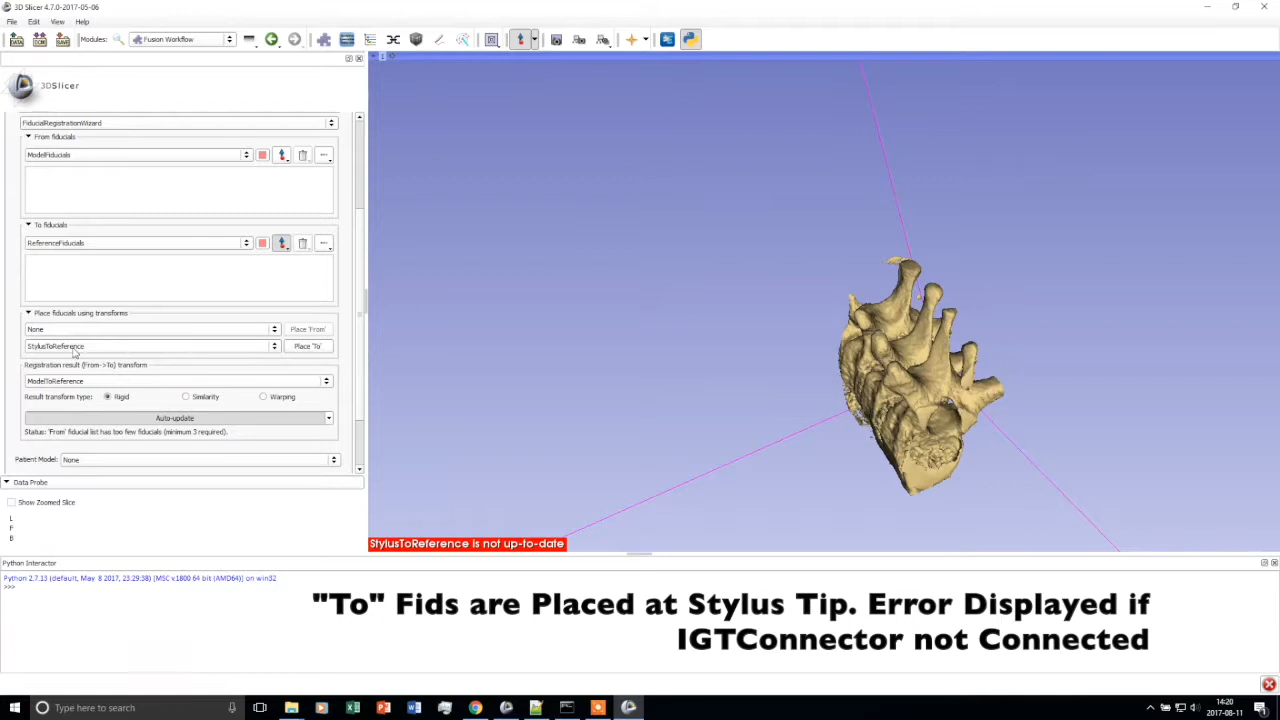 3D Slicer 4.7.0-2017-05-06
File Edit View Help
DATA DCM SAVE Modules: Fusion Workflow
1
3DSlicer
FiducialRegistrationWizard
From fiducials
ModelFiducials
To fiducials
ReferenceFiducials
Place fiducials using transforms
None Place 'From'
StylusToReference Place 'To'
Registration result (From->To) transform
ModelToReference
Result transform type: Rigid Similarity Warping
Auto-update
Status: 'From' fiducial list has too few fiducials (minimum 3 required).
Patient Model: None
Data Probe
Show Zoomed Slice
L
F
B
StylusToReference is not up-to-date
Python Interactor
Python 2.7.13 (default, May 8 2017, 23:29:38) [MSC v.1800 64 bit (AMD64)] on win32
>>>
"To" Fids are Placed at Stylus Tip. Error Displayed if
IGTConnector not Connected
Type here to search
14:20
2017-08-11